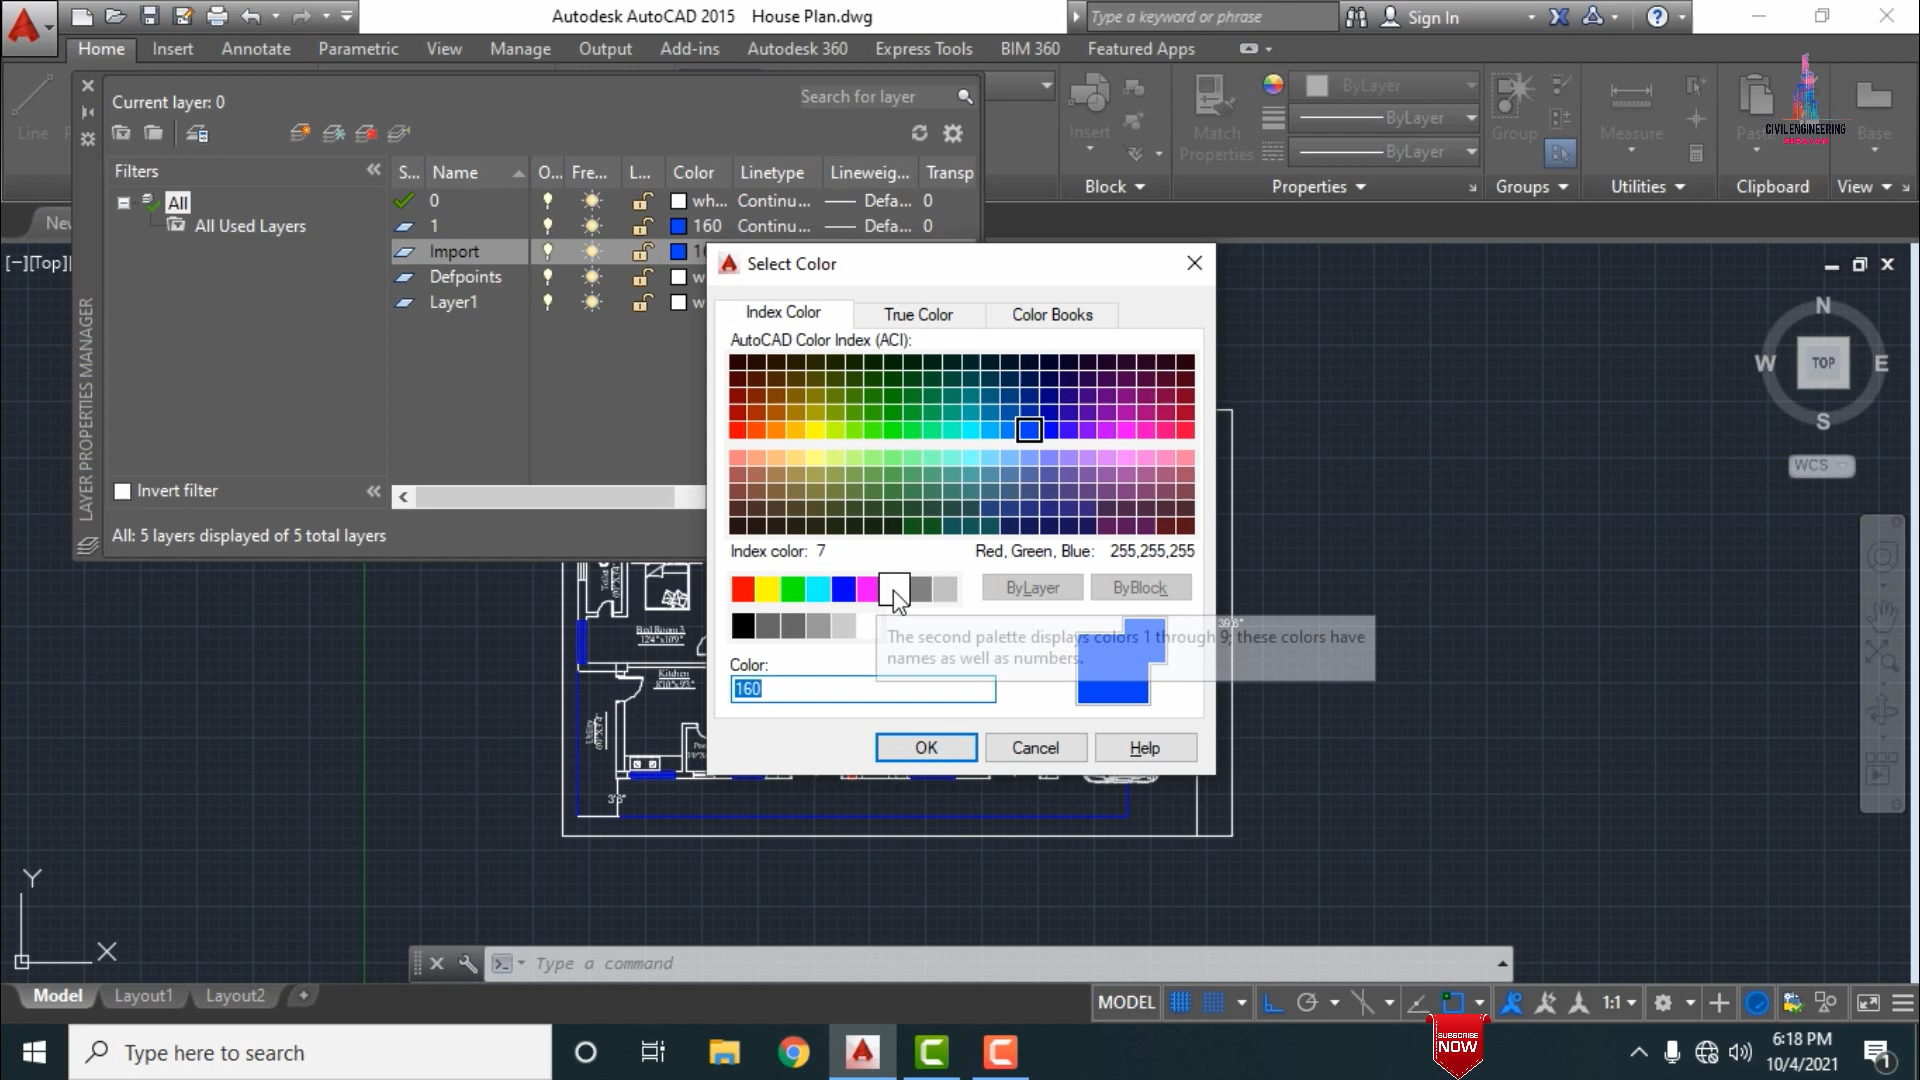 Autodesk AutoCAD 2015 House Plan.dwg
Type a keyword or phrase
Sign In
Home Insert Annotate Parametric View Manage Output Add-ins Autodesk 360 Express Tools BIM 360 Featured Apps
Line
Insert
Block
Match
Properties
ByLayer
ByLayer
ByLayer
Properties
Group
Groups
Measure
Utilities
Clipboard
Base
View
CIVIL ENGINEERING
Current layer: 0
Search for layer
Filters
All
All Used Layers
S... Name O... Fre... L... Color Linetype Lineweig... Transp
0 wh... Continu... Defa... 0
1 160 Continu... Defa... 0
Import
Defpoints w
Layer1 w
Invert filter
All: 5 layers displayed of 5 total layers
LAYER PROPERTIES MANAGER
[−][Top]
Select Color
Index Color True Color Color Books
AutoCAD Color Index (ACI):
Index color: 7 Red, Green, Blue: 255,255,255
ByLayer ByBlock
The second palette displays colors 1 through 9; these colors have
names as well as numbers.
Color:
160
OK Cancel Help
N
W TOP E
S
WCS
Bed Room 3
Kitchen
Utility
Y
X
Type a command
Model Layout1 Layout2
MODEL 1:1
Type here to search
SUBSCRIBE
NOW
6:18 PM
10/4/2021
1